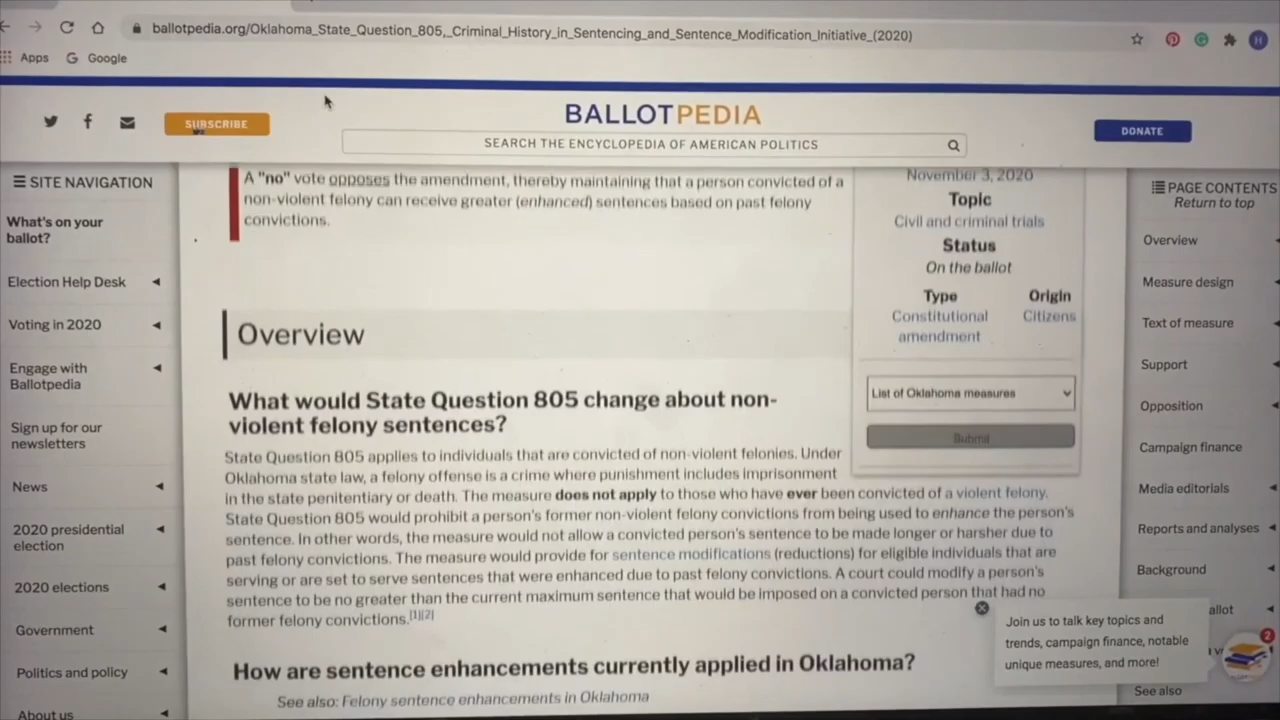 ballotpedia.org/Oklahoma_State_Question_805,_Criminal_History_in_Sentencing_and_Sentence_Modification_Initiative_(2020)
H
Apps
Google
SUBSCRIBE
BALLOTPEDIA
SEARCH THE ENCYCLOPEDIA OF AMERICAN POLITICS
DONATE
SITE NAVIGATION
What's on your
ballot?
Election Help Desk
Voting in 2020
Engage with
Ballotpedia
Sign up for our
newsletters
News
2020 presidential
election
2020 elections
Government
Politics and policy
About us
A "no" vote opposes the amendment, thereby maintaining that a person convicted of a
non-violent felony can receive greater (enhanced) sentences based on past felony
convictions.
Overview
What would State Question 805 change about non-
violent felony sentences?
State Question 805 applies to individuals that are convicted of non-violent felonies. Under
Oklahoma state law, a felony offense is a crime where punishment includes imprisonment
in the state penitentiary or death. The measure does not apply to those who have ever been convicted of a violent felony.
State Question 805 would prohibit a person's former non-violent felony convictions from being used to enhance the person's
sentence. In other words, the measure would not allow a convicted person's sentence to be made longer or harsher due to
past felony convictions. The measure would provide for sentence modifications (reductions) for eligible individuals that are
serving or are set to serve sentences that were enhanced due to past felony convictions. A court could modify a person's
sentence to be no greater than the current maximum sentence that would be imposed on a convicted person that had no
former felony convictions.[1][2]
How are sentence enhancements currently applied in Oklahoma?
See also: Felony sentence enhancements in Oklahoma
November 3, 2020
Topic
Civil and criminal trials
Status
On the ballot
Type
Origin
Constitutional
amendment
Citizens
List of Oklahoma measures
Submit
PAGE CONTENTS
Return to top
Overview
Measure design
Text of measure
Support
Opposition
Campaign finance
Media editorials
Reports and analyses
Background
allot
See also
Join us to talk key topics and
trends, campaign finance, notable
unique measures, and more!
2